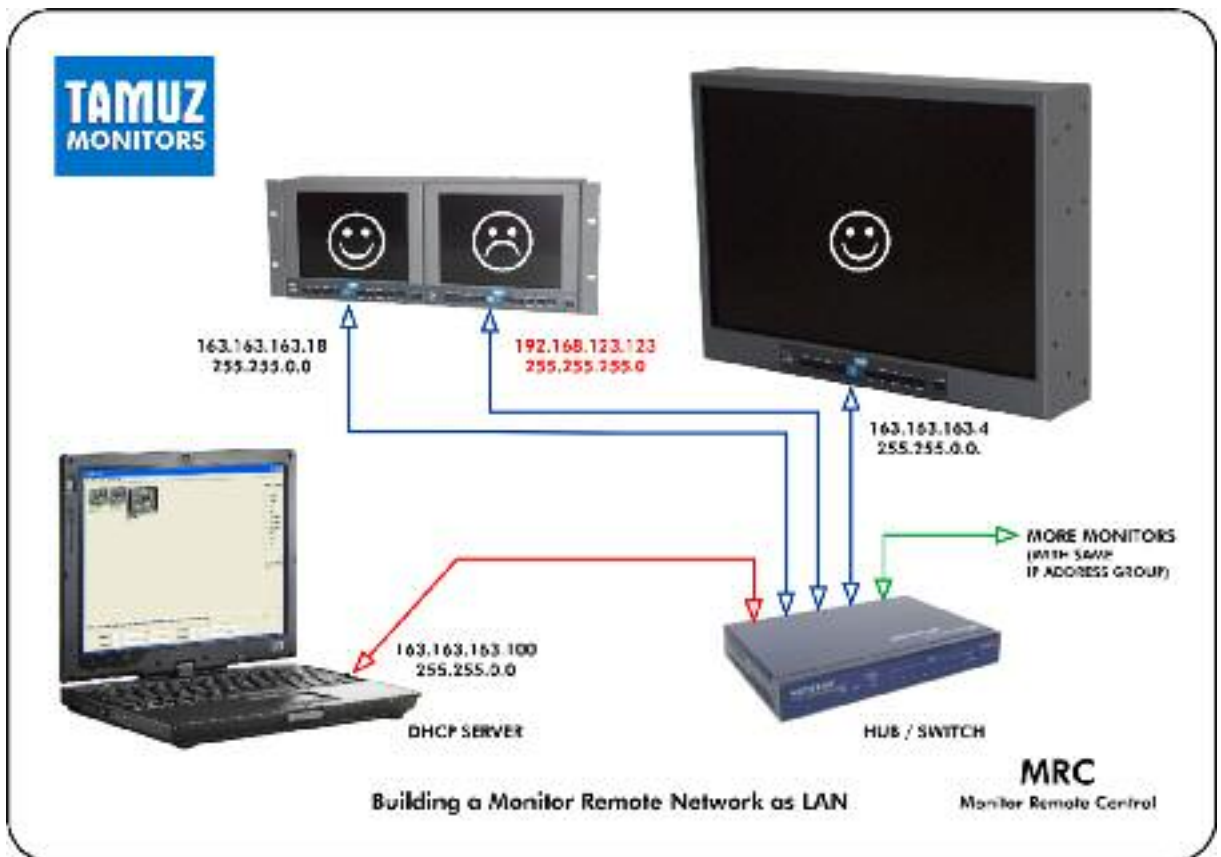 TAMUZ
MONITORS
163.163.163.18
255.255.0.0
192.168.123.123
255.255.255.0
163.163.163.4
255.255.0.0.
MORE MONITORS
(WITH SAME
IP ADDRESS GROUP)
163.163.163.100
255.255.0.0
DHCP SERVER
HUB / SWITCH
MRC
Monitor Remote Control
Building a Monitor Remote Network as LAN